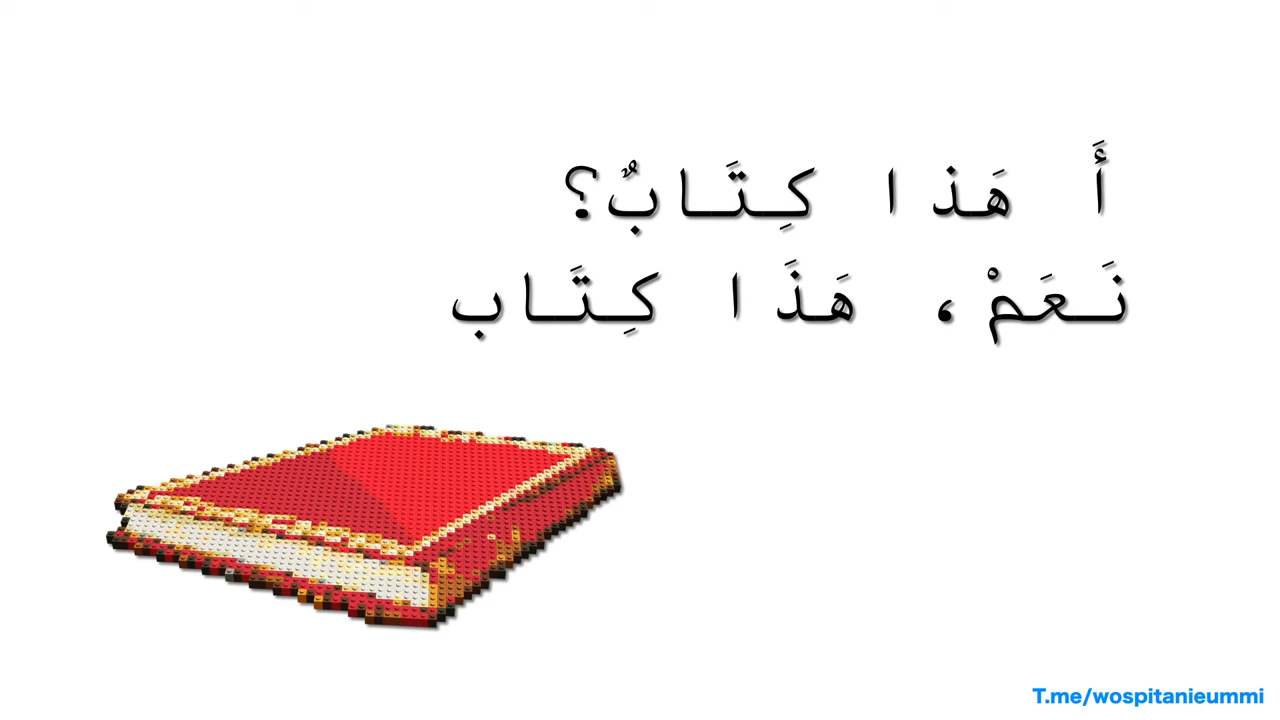 أَ هَذا كِتَابٌ؟
نَعَمْ، هَذَا كِتَاب
T.me/wospitanieummi